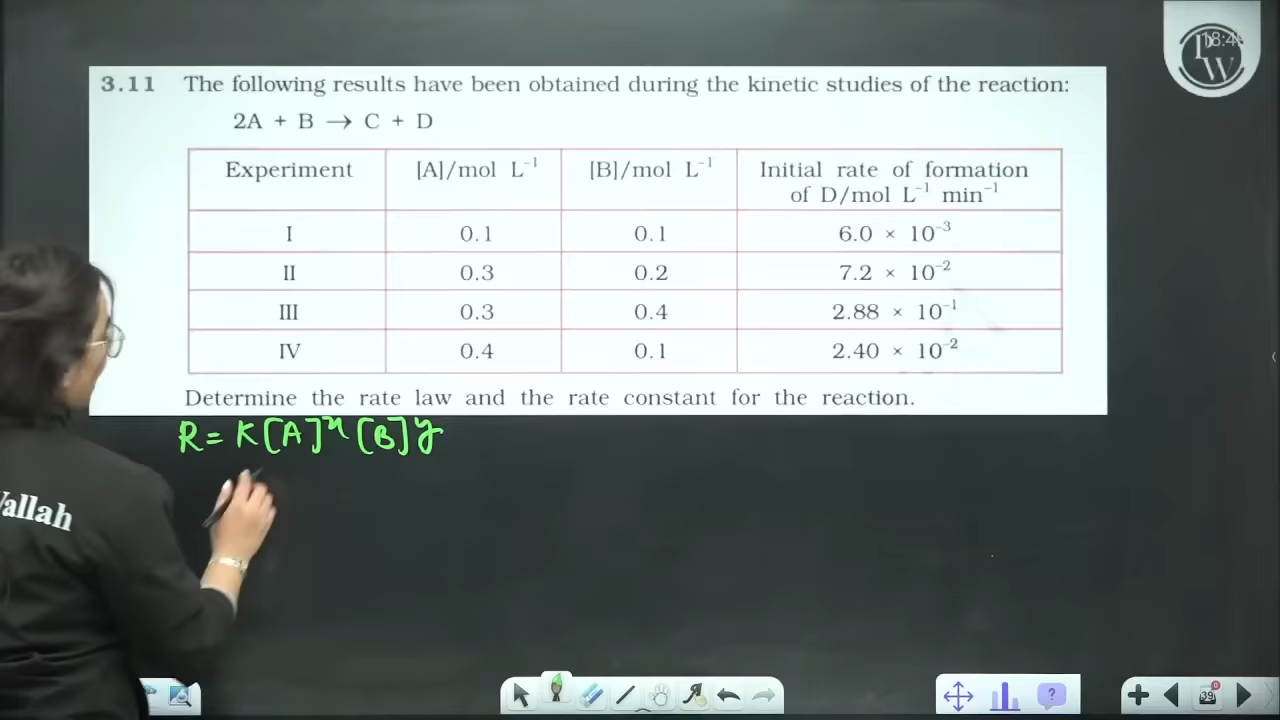 18:4
W
3.11 The following results have been obtained during the kinetic studies of the reaction:
2A + B → C + D
Experiment [A]/mol L⁻¹ [B]/mol L⁻¹ Initial rate of formation of D/mol L⁻¹ min⁻¹
I 0.1 0.1 6.0 × 10⁻³
II 0.3 0.2 7.2 × 10⁻²
III 0.3 0.4 2.88 × 10⁻¹
IV 0.4 0.1 2.40 × 10⁻²
Determine the rate law and the rate constant for the reaction.
R = K[A]ˣ [B]ʸ
allah
39